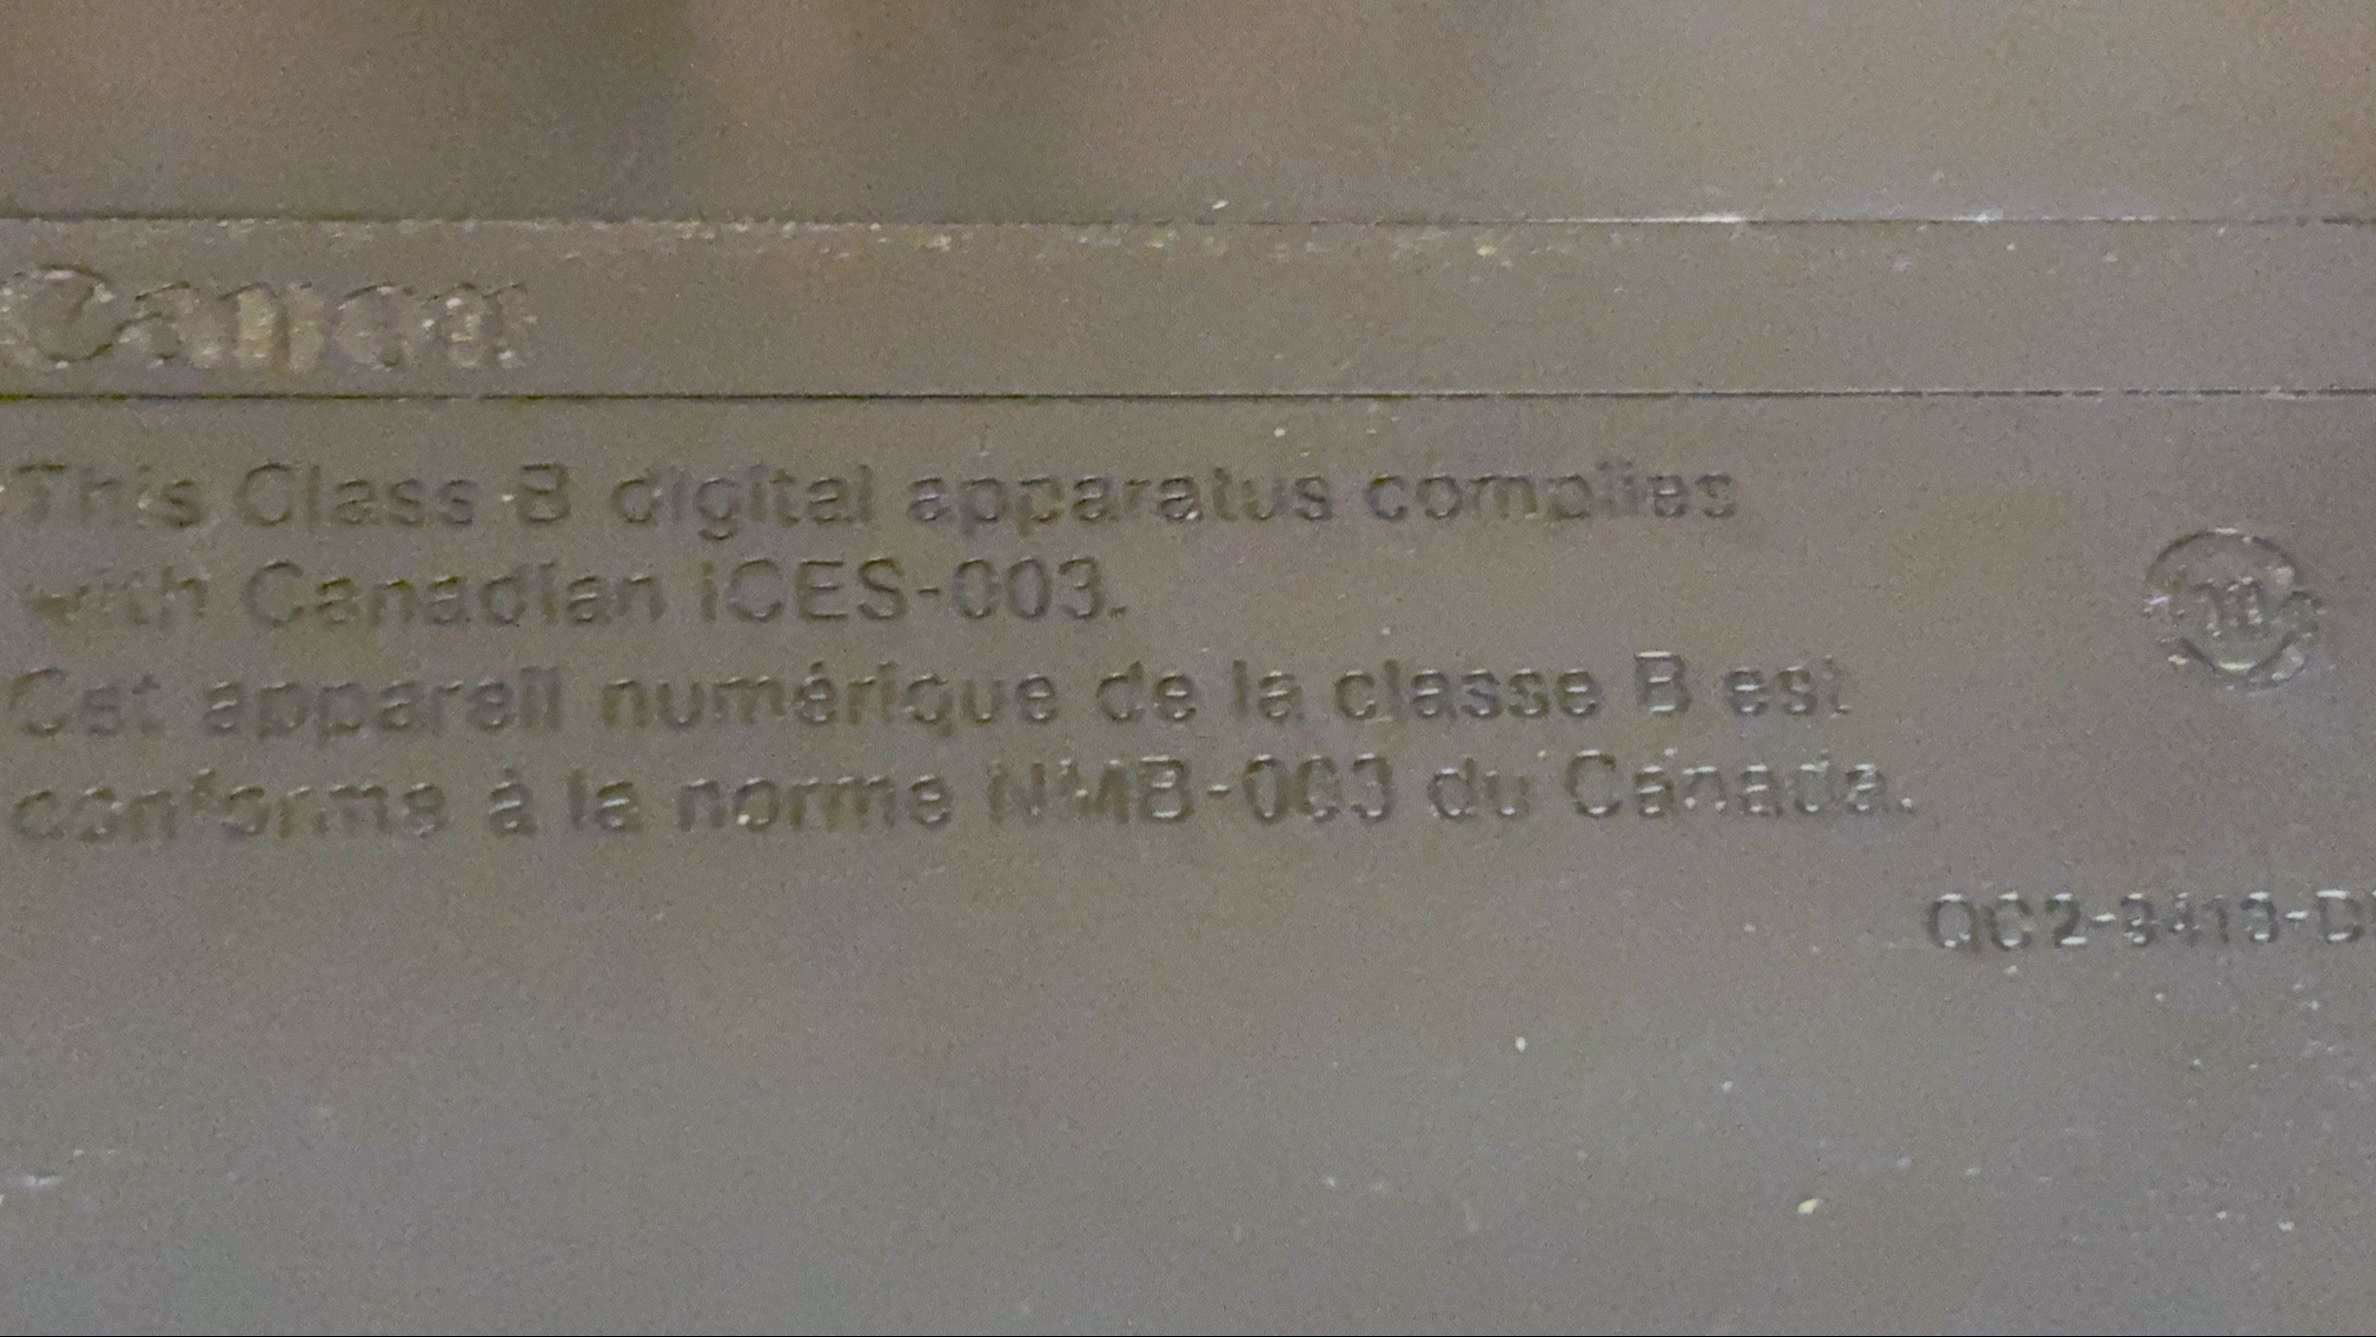 Canon
This Class B digital apparatus complies
with Canadian ICES-003.
Cet appareil numérique de la classe B est
conforme à la norme NMB-003 du Canada.